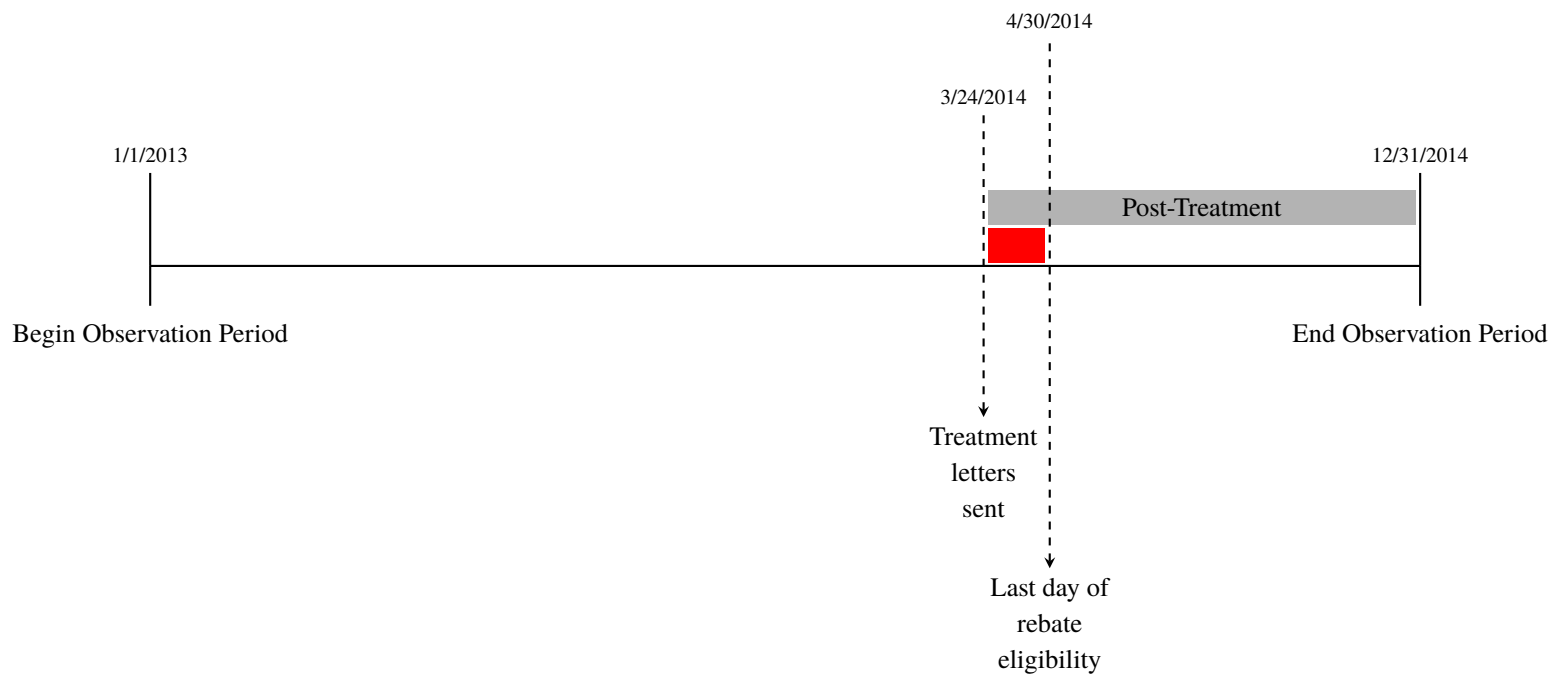 4/30/2014
3/24/2014
1/1/2013
12/31/2014
Post-Treatment
Begin Observation Period
End Observation Period
Treatment
letters
sent
Last day of
rebate
eligibility